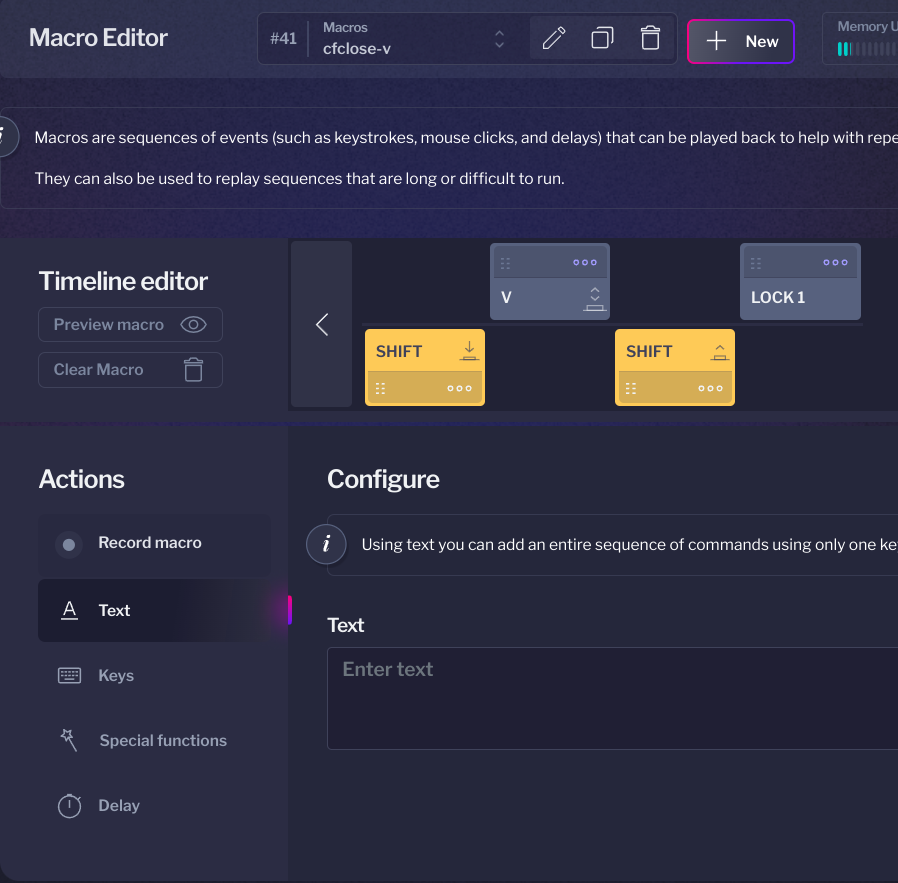 Macro Editor
#41
Macros
cfclose-v
New
Memory U
i
Macros are sequences of events (such as keystrokes, mouse clicks, and delays) that can be played back to help with repe
They can also be used to replay sequences that are long or difficult to run.
Timeline editor
Preview macro
Clear Macro
V
LOCK 1
SHIFT
SHIFT
Actions
Record macro
Text
Keys
Special functions
Delay
Configure
i
Using text you can add an entire sequence of commands using only one ke
Text
Enter text